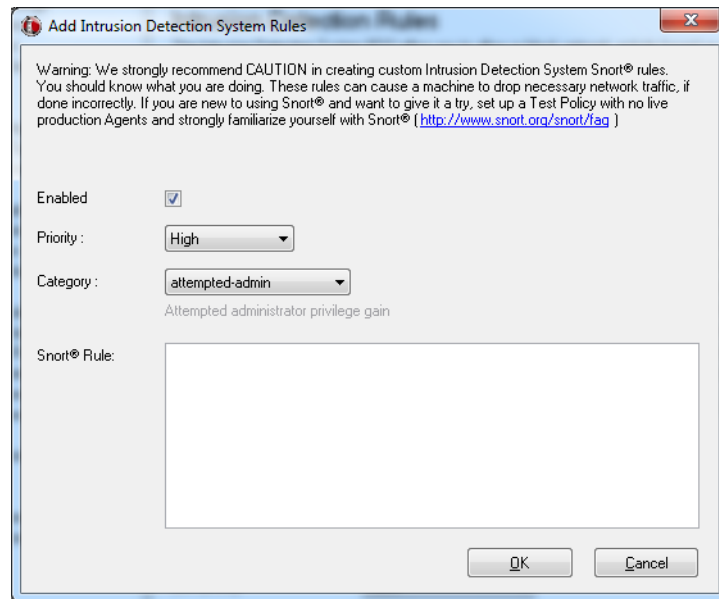 Add Intrusion Detection System Rules
Warning: We strongly recommend CAUTION in creating custom Intrusion Detection System Snort® rules.
You should know what you are doing. These rules can cause a machine to drop necessary network traffic, if
done incorrectly. If you are new to using Snort® and want to give it a try, set up a Test Policy with no live
production Agents and strongly familiarize yourself with Snort® ( http://www.snort.org/snort/faq )
Enabled
Priority : High
Category : attempted-admin
Attempted administrator privilege gain
Snort® Rule:
OK Cancel